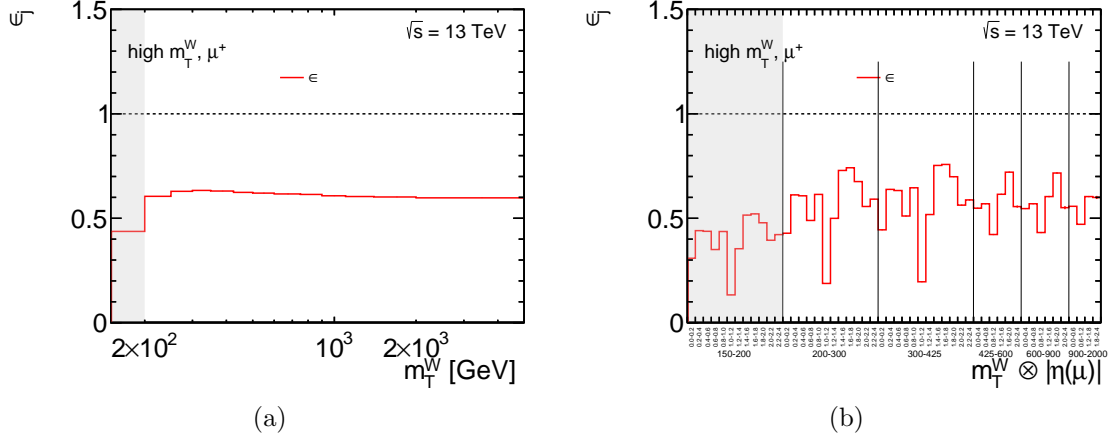 ∈j
1.5
1
0.5
0
high m_T^W, μ⁺
√s = 13 TeV
∈
2×10² 10³ 2×10³
m_T^W [GeV]
(a)
∈j
1.5
1
0.5
0
high m_T^W, μ⁺
√s = 13 TeV
∈
150-200 200-300 300-425 425-600 600-900 900-2000
m_T^W ⊗ |η(μ)|
(b)